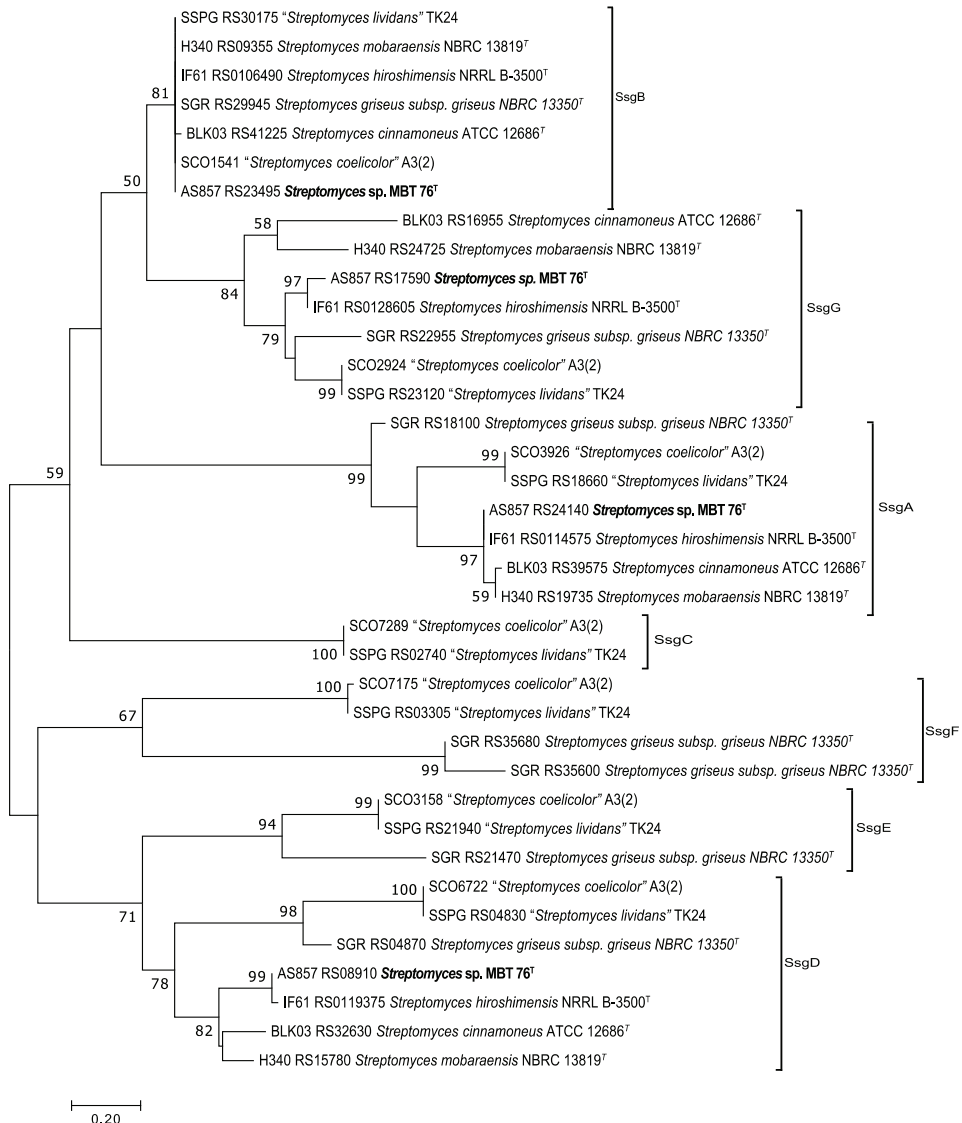 SSPG RS30175 “Streptomyces lividans” TK24
H340 RS09355 Streptomyces mobaraensis NBRC 13819T
IF61 RS0106490 Streptomyces hiroshimensis NRRL B-3500T
81
SGR RS29945 Streptomyces griseus subsp. griseus NBRC 13350T
SsgB
BLK03 RS41225 Streptomyces cinnamoneus ATCC 12686T
SCO1541 “Streptomyces coelicolor” A3(2)
50
AS857 RS23495 Streptomyces sp. MBT 76T
58
BLK03 RS16955 Streptomyces cinnamoneus ATCC 12686T
H340 RS24725 Streptomyces mobaraensis NBRC 13819T
97
AS857 RS17590 Streptomyces sp. MBT 76T
84
IF61 RS0128605 Streptomyces hiroshimensis NRRL B-3500T
SsgG
79
SGR RS22955 Streptomyces griseus subsp. griseus NBRC 13350T
SCO2924 “Streptomyces coelicolor” A3(2)
99
SSPG RS23120 “Streptomyces lividans” TK24
SGR RS18100 Streptomyces griseus subsp. griseus NBRC 13350T
59
99
99
SCO3926 “Streptomyces coelicolor” A3(2)
SSPG RS18660 “Streptomyces lividans” TK24
SsgA
AS857 RS24140 Streptomyces sp. MBT 76T
IF61 RS0114575 Streptomyces hiroshimensis NRRL B-3500T
97
BLK03 RS39575 Streptomyces cinnamoneus ATCC 12686T
59
H340 RS19735 Streptomyces mobaraensis NBRC 13819T
SCO7289 “Streptomyces coelicolor” A3(2)
SsgC
100
SSPG RS02740 “Streptomyces lividans” TK24
100
SCO7175 “Streptomyces coelicolor” A3(2)
67
SSPG RS03305 “Streptomyces lividans” TK24
SsgF
SGR RS35680 Streptomyces griseus subsp. griseus NBRC 13350T
99
SGR RS35600 Streptomyces griseus subsp. griseus NBRC 13350T
99
SCO3158 “Streptomyces coelicolor” A3(2)
94
SSPG RS21940 “Streptomyces lividans” TK24
SsgE
SGR RS21470 Streptomyces griseus subsp. griseus NBRC 13350T
100
SCO6722 “Streptomyces coelicolor” A3(2)
71
98
SSPG RS04830 “Streptomyces lividans” TK24
SGR RS04870 Streptomyces griseus subsp. griseus NBRC 13350T
SsgD
78
99
AS857 RS08910 Streptomyces sp. MBT 76T
IF61 RS0119375 Streptomyces hiroshimensis NRRL B-3500T
82
BLK03 RS32630 Streptomyces cinnamoneus ATCC 12686T
H340 RS15780 Streptomyces mobaraensis NBRC 13819T
0.20